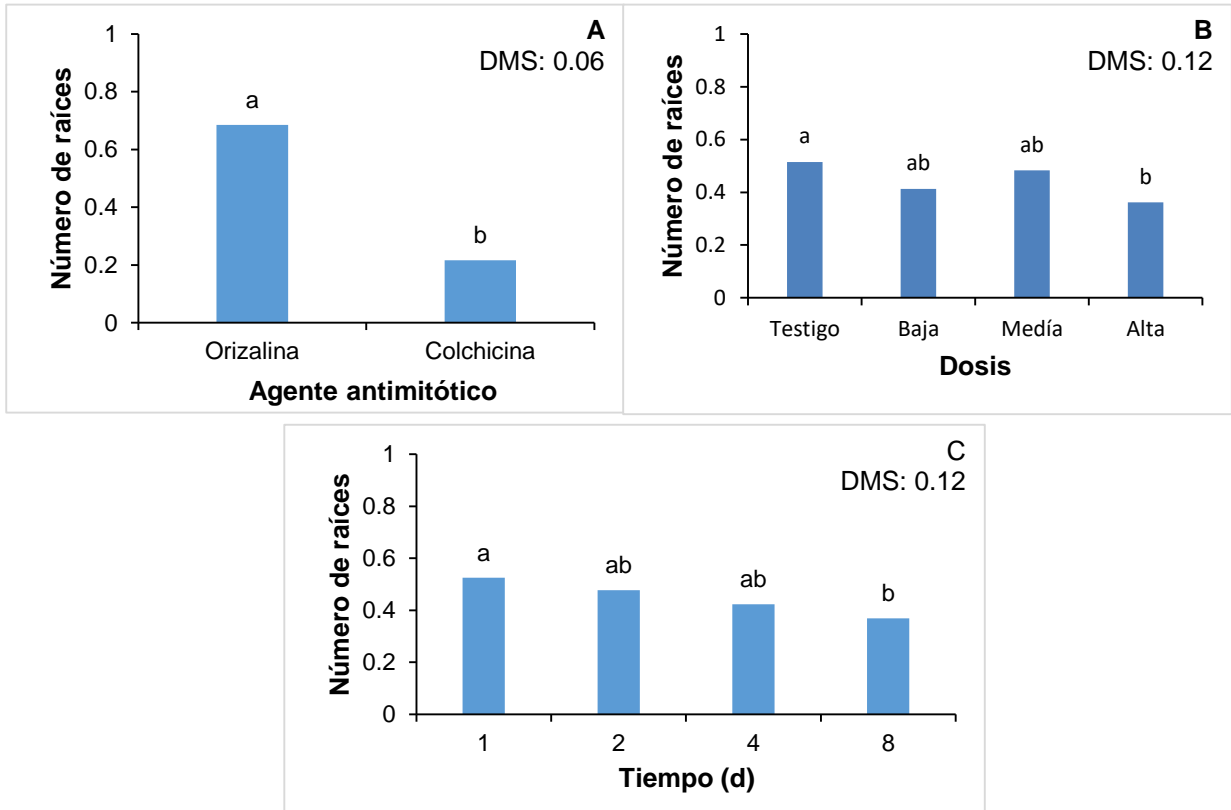 A
DMS: 0.06
Número de raíces
1
0.8
0.6
0.4
0.2
0
a
b
Orizalina Colchicina
Agente antimitótico
B
DMS: 0.12
Número de raíces
1
0.8
0.6
0.4
0.2
0
a ab ab b
Testigo Baja Medía Alta
Dosis
C
DMS: 0.12
Número de raíces
1
0.8
0.6
0.4
0.2
0
a ab ab b
1 2 4 8
Tiempo (d)